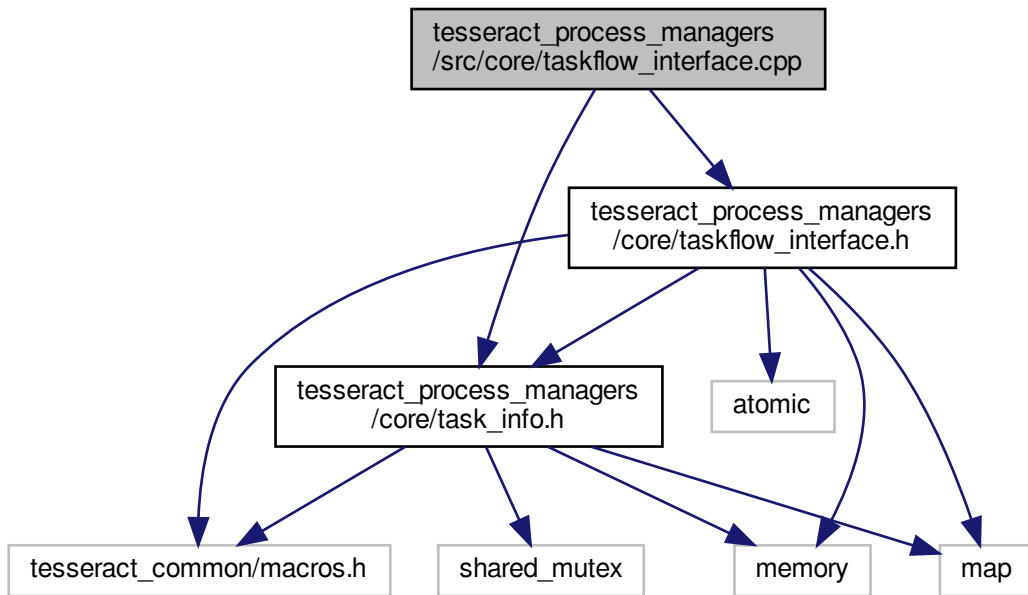 tesseract_process_managers
/src/core/taskflow_interface.cpp
tesseract_process_managers
/core/taskflow_interface.h
tesseract_process_managers
/core/task_info.h
atomic
tesseract_common/macros.h
shared_mutex
memory
map